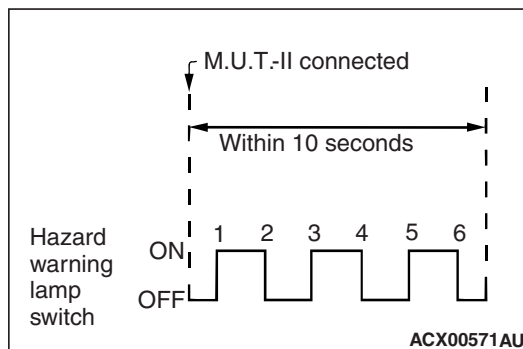 M.U.T.-II connected
Within 10 seconds
1 2 3 4 5 6
Hazard
warning
lamp
switch
ON
OFF
ACX00571AU